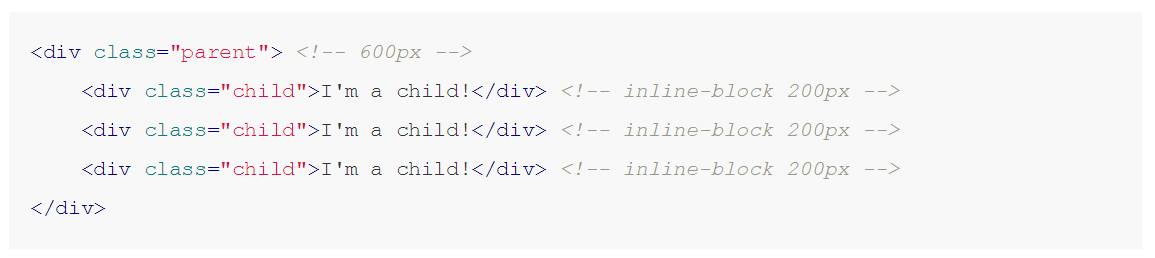 <div class="parent"> <!-- 600px -->
    <div class="child">I'm a child!</div> <!-- inline-block 200px -->
    <div class="child">I'm a child!</div> <!-- inline-block 200px -->
    <div class="child">I'm a child!</div> <!-- inline-block 200px -->
</div>